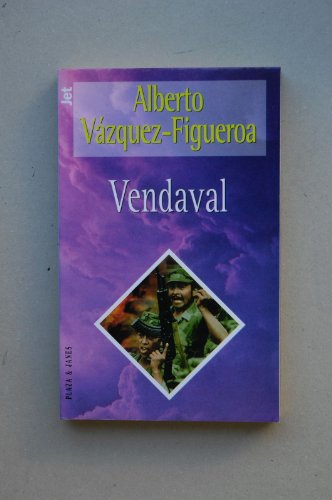 Jet
Alberto
Vázquez-Figueroa
Vendaval
PLAZA & JANES